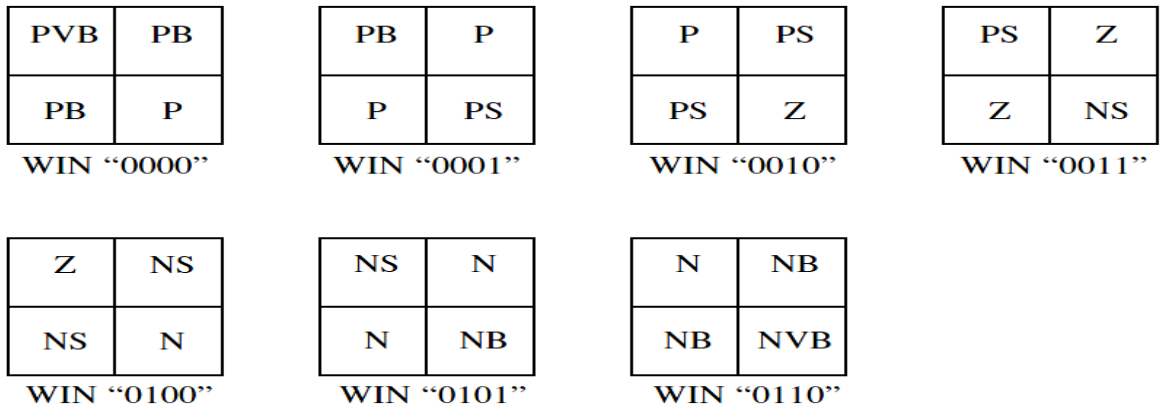 PVB PB PB P P PS PS Z
PB P P PS PS Z Z NS
WIN “0000” WIN “0001” WIN “0010” WIN “0011”
Z NS NS N N NB
NS N N NB NB NVB
WIN “0100” WIN “0101” WIN “0110”